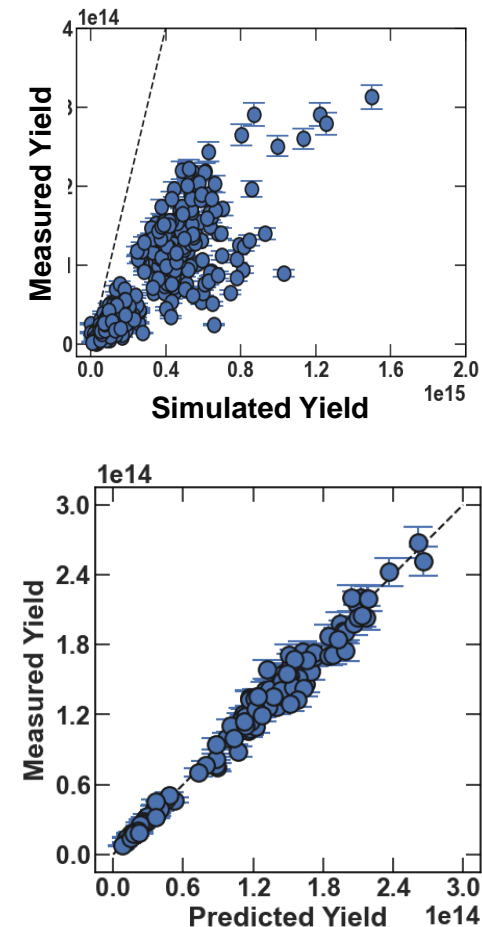 1e14
4
3
2
1
0
Measured Yield
0.0 0.4 0.8 1.2 1.6 2.0
1e15
Simulated Yield
1e14
3.0
2.4
1.8
1.2
0.6
0.0
Measured Yield
0.0 0.6 1.2 1.8 2.4 3.0
Predicted Yield 1e14